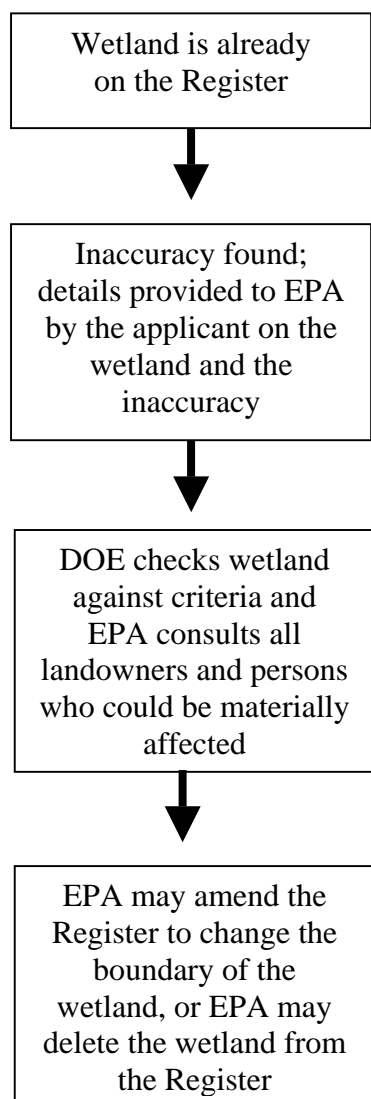 Wetland is already
on the Register
Inaccuracy found;
details provided to EPA
by the applicant on the
wetland and the
inaccuracy
DOE checks wetland
against criteria and
EPA consults all
landowners and persons
who could be materially
affected
EPA may amend the
Register to change the
boundary of the
wetland, or EPA may
delete the wetland from
the Register